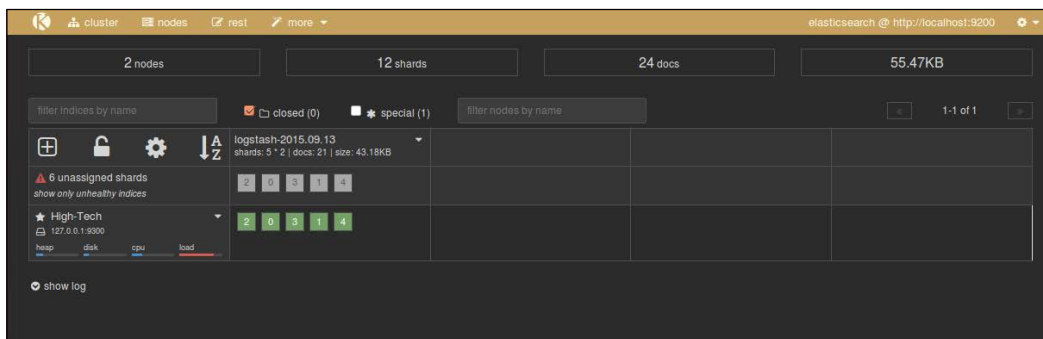 cluster nodes rest more elasticsearch @ http://localhost:9200
2 nodes 12 shards 24 docs 55.47KB
filter indices by name closed (0) special (1) filter nodes by name « 1-1 of 1 »
A Z logstash-2015.09.13
shards: 5 * 2 | docs: 21 | size: 43.18KB
6 unassigned shards 2 0 3 1 4
show only unhealthy indices
High-Tech 2 0 3 1 4
127.0.0.1:9300
heap disk cpu load
show log